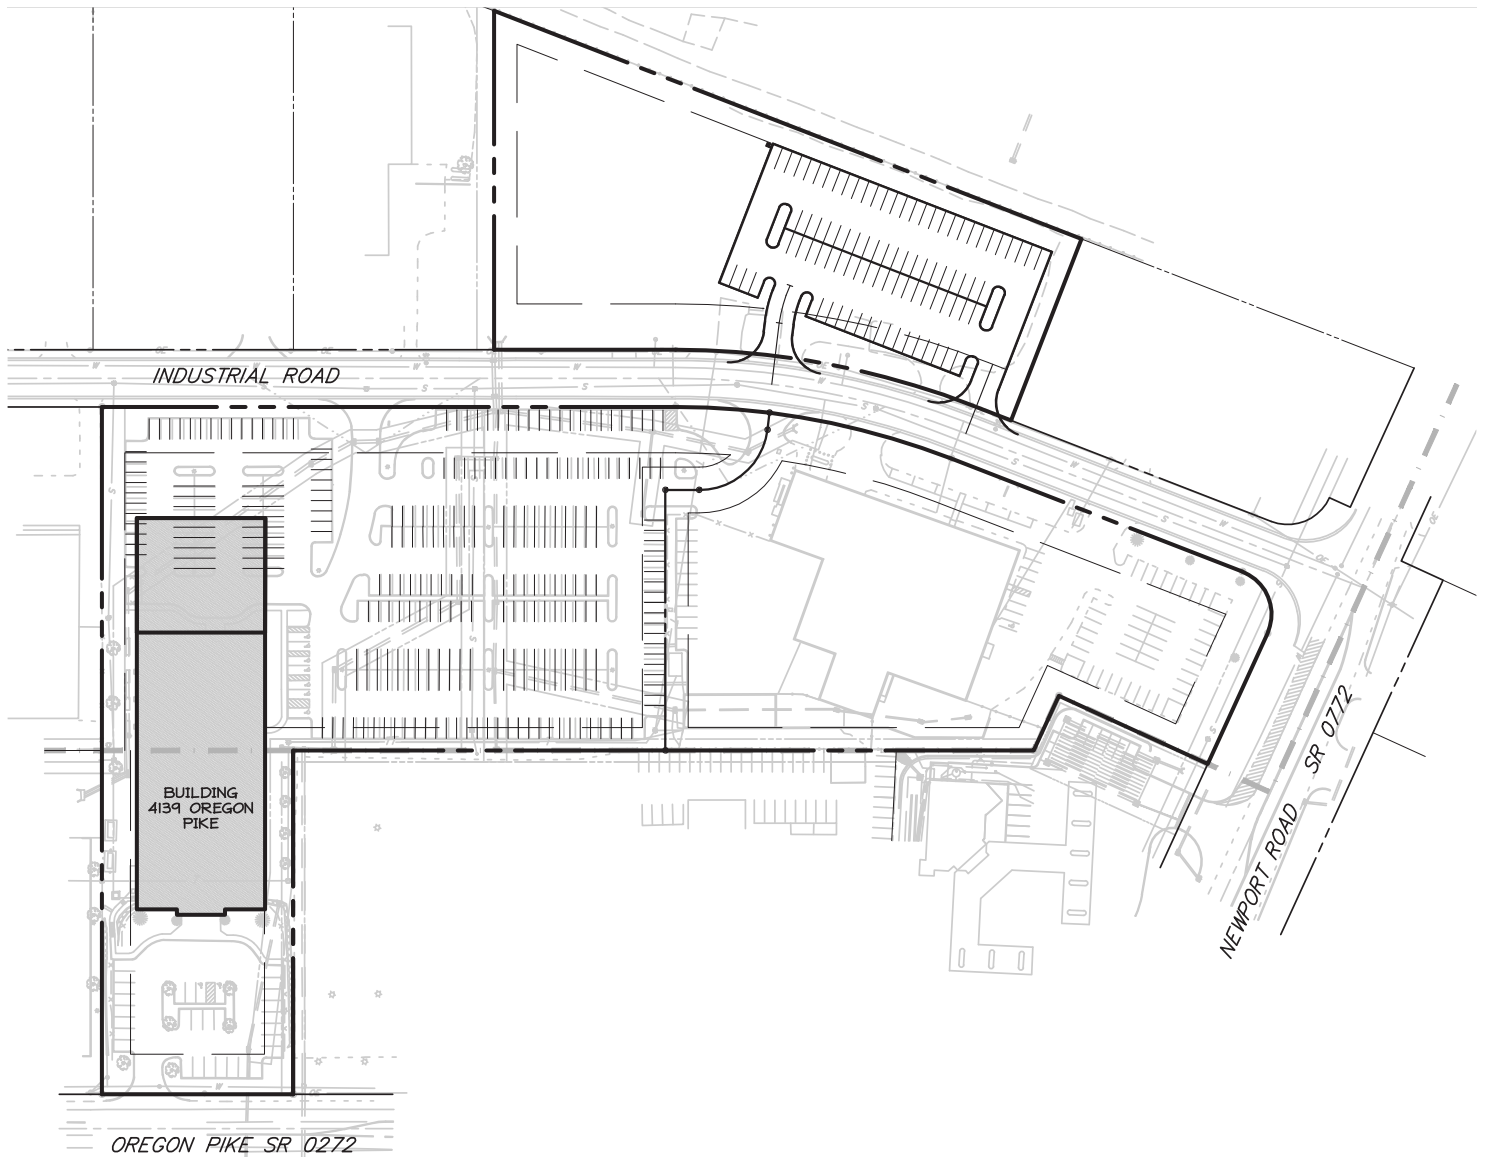 INDUSTRIAL ROAD
BUILDING
4139 OREGON
PIKE
SR 0772
NEWPORT ROAD
OREGON PIKE SR 0272